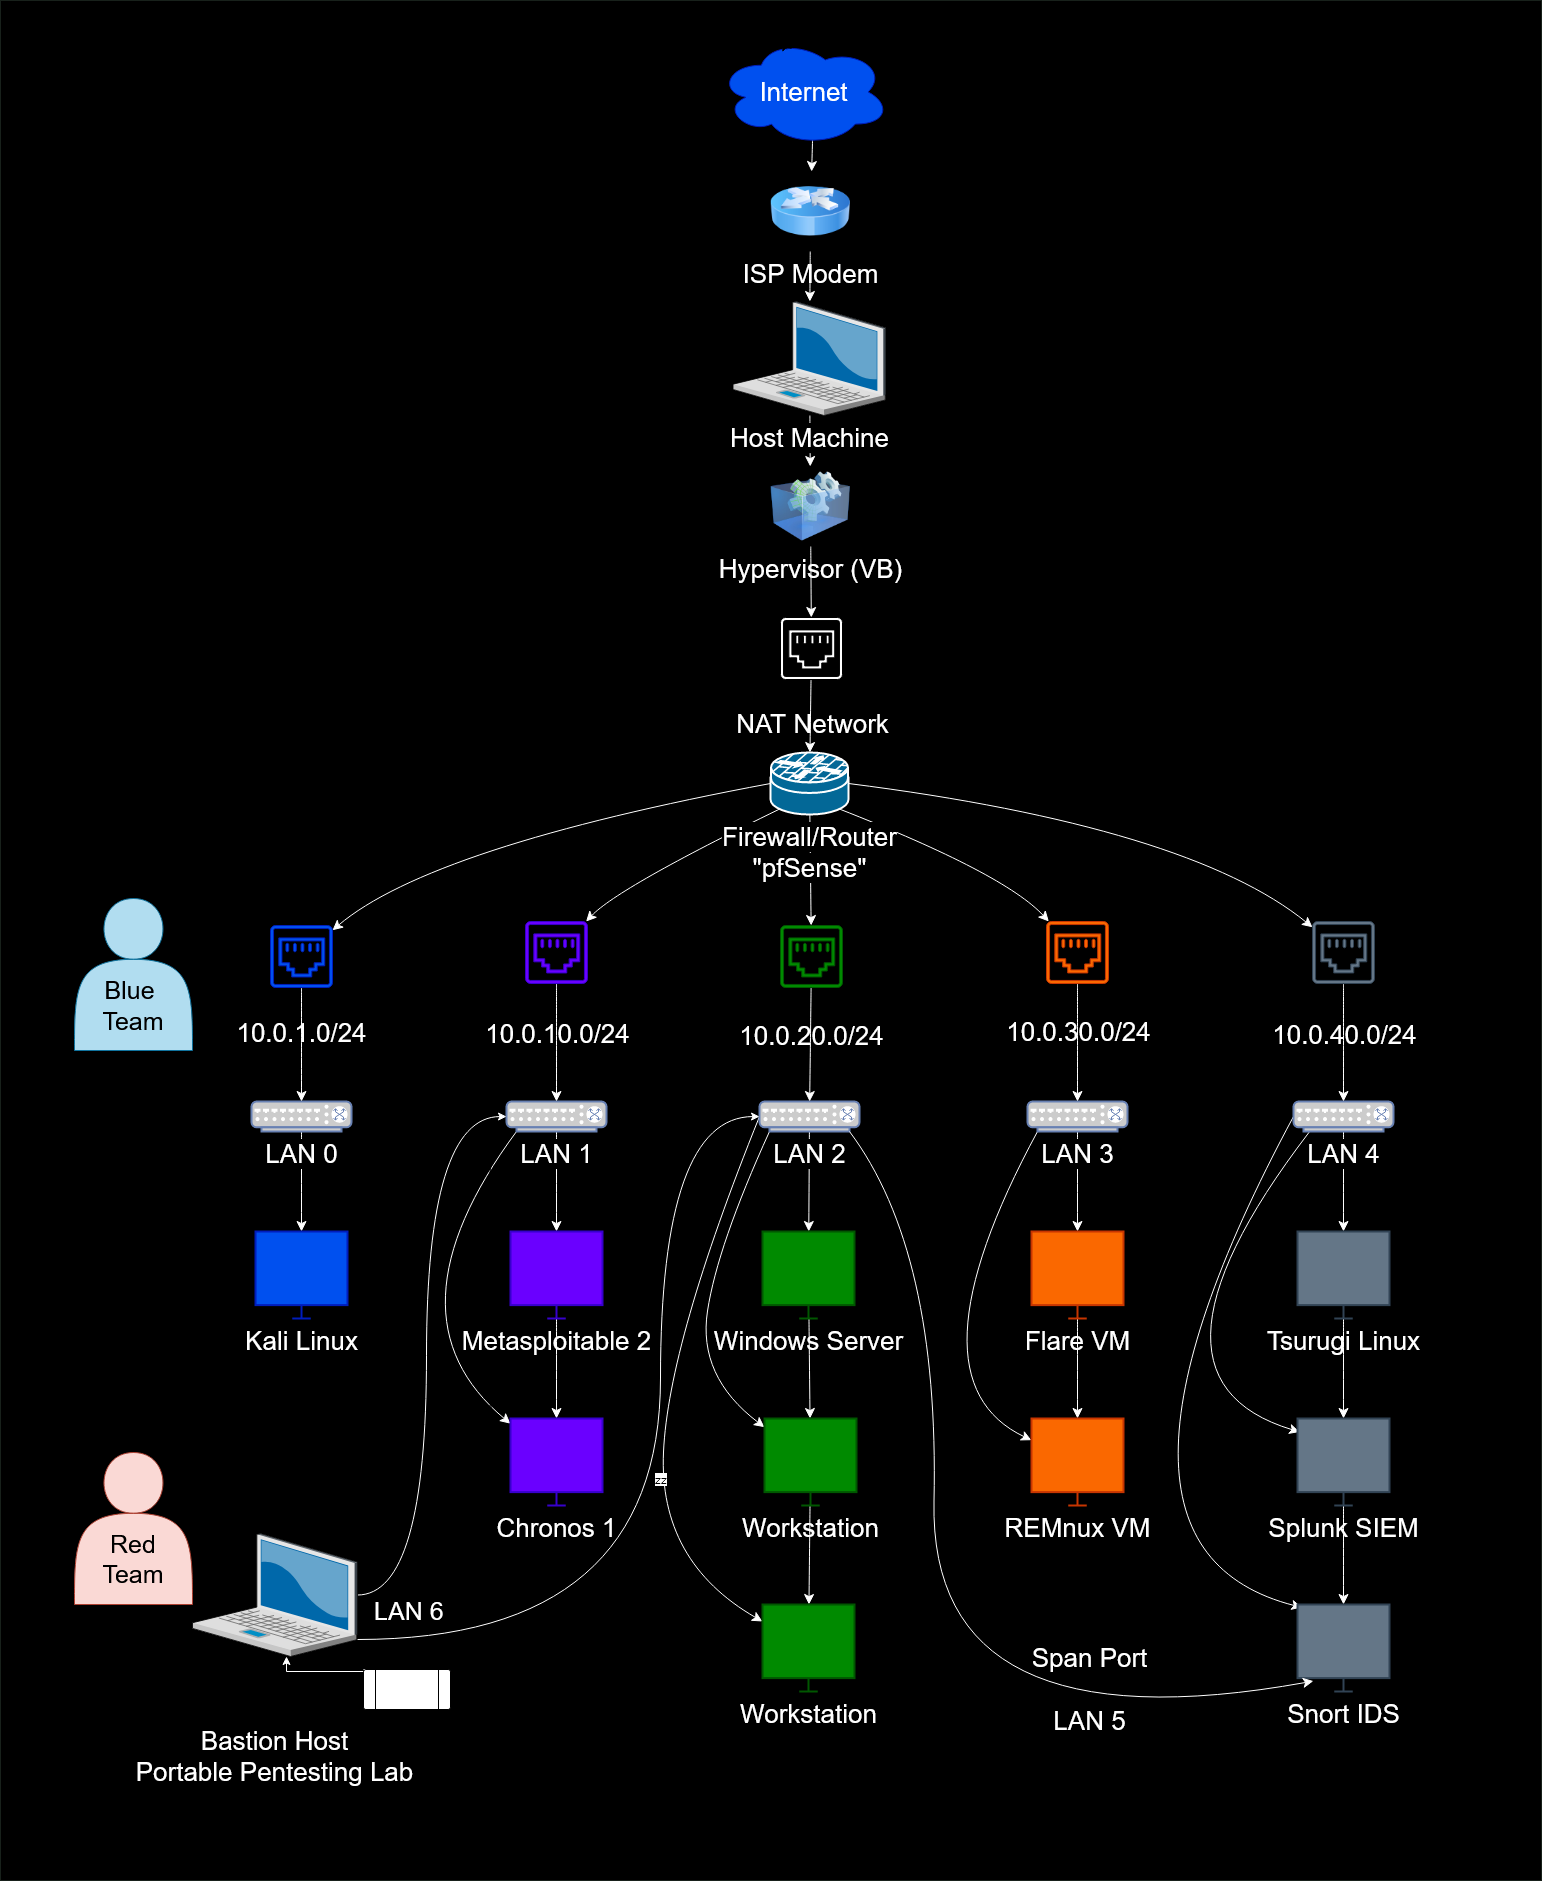 Internet
ISP Modem
Host Machine
Hypervisor (VB)
NAT Network
Firewall/Router
"pfSense"
Blue
Team
10.0.1.0/24
10.0.10.0/24
10.0.20.0/24
10.0.30.0/24
10.0.40.0/24
LAN 0
LAN 1
LAN 2
LAN 3
LAN 4
Kali Linux
Metasploitable 2
Windows Server
Flare VM
Tsurugi Linux
zz
Chronos 1
Workstation
REMnux VM
Splunk SIEM
Red
Team
LAN 6
Span Port
Workstation
LAN 5
Snort IDS
Bastion Host
Portable Pentesting Lab